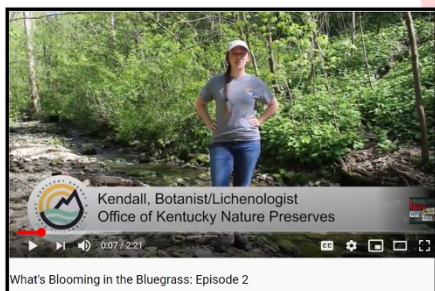 Kendall, Botanist/Lichenologist
Office of Kentucky Nature Preserves
0:07 / 2:21
What's Blooming in the Bluegrass: Episode 2